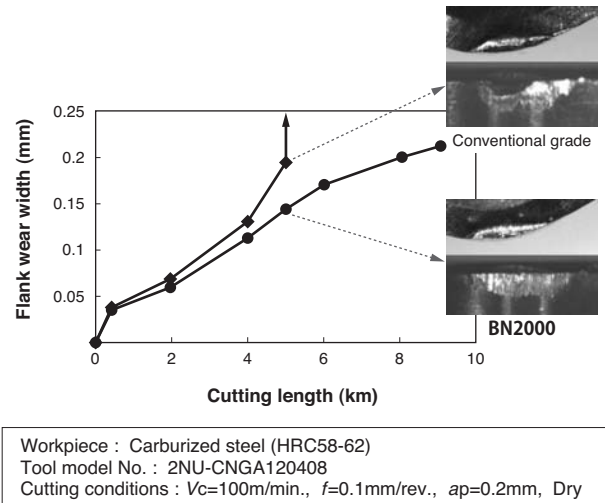 Conventional grade
BN2000
Flank wear width (mm)
0.25
0.2
0.15
0.1
0.05
0
0 2 4 6 8 10
Cutting length (km)
Workpiece : Carburized steel (HRC58-62)
Tool model No. : 2NU-CNGA120408
Cutting conditions : Vc=100m/min., f=0.1mm/rev., ap=0.2mm, Dry